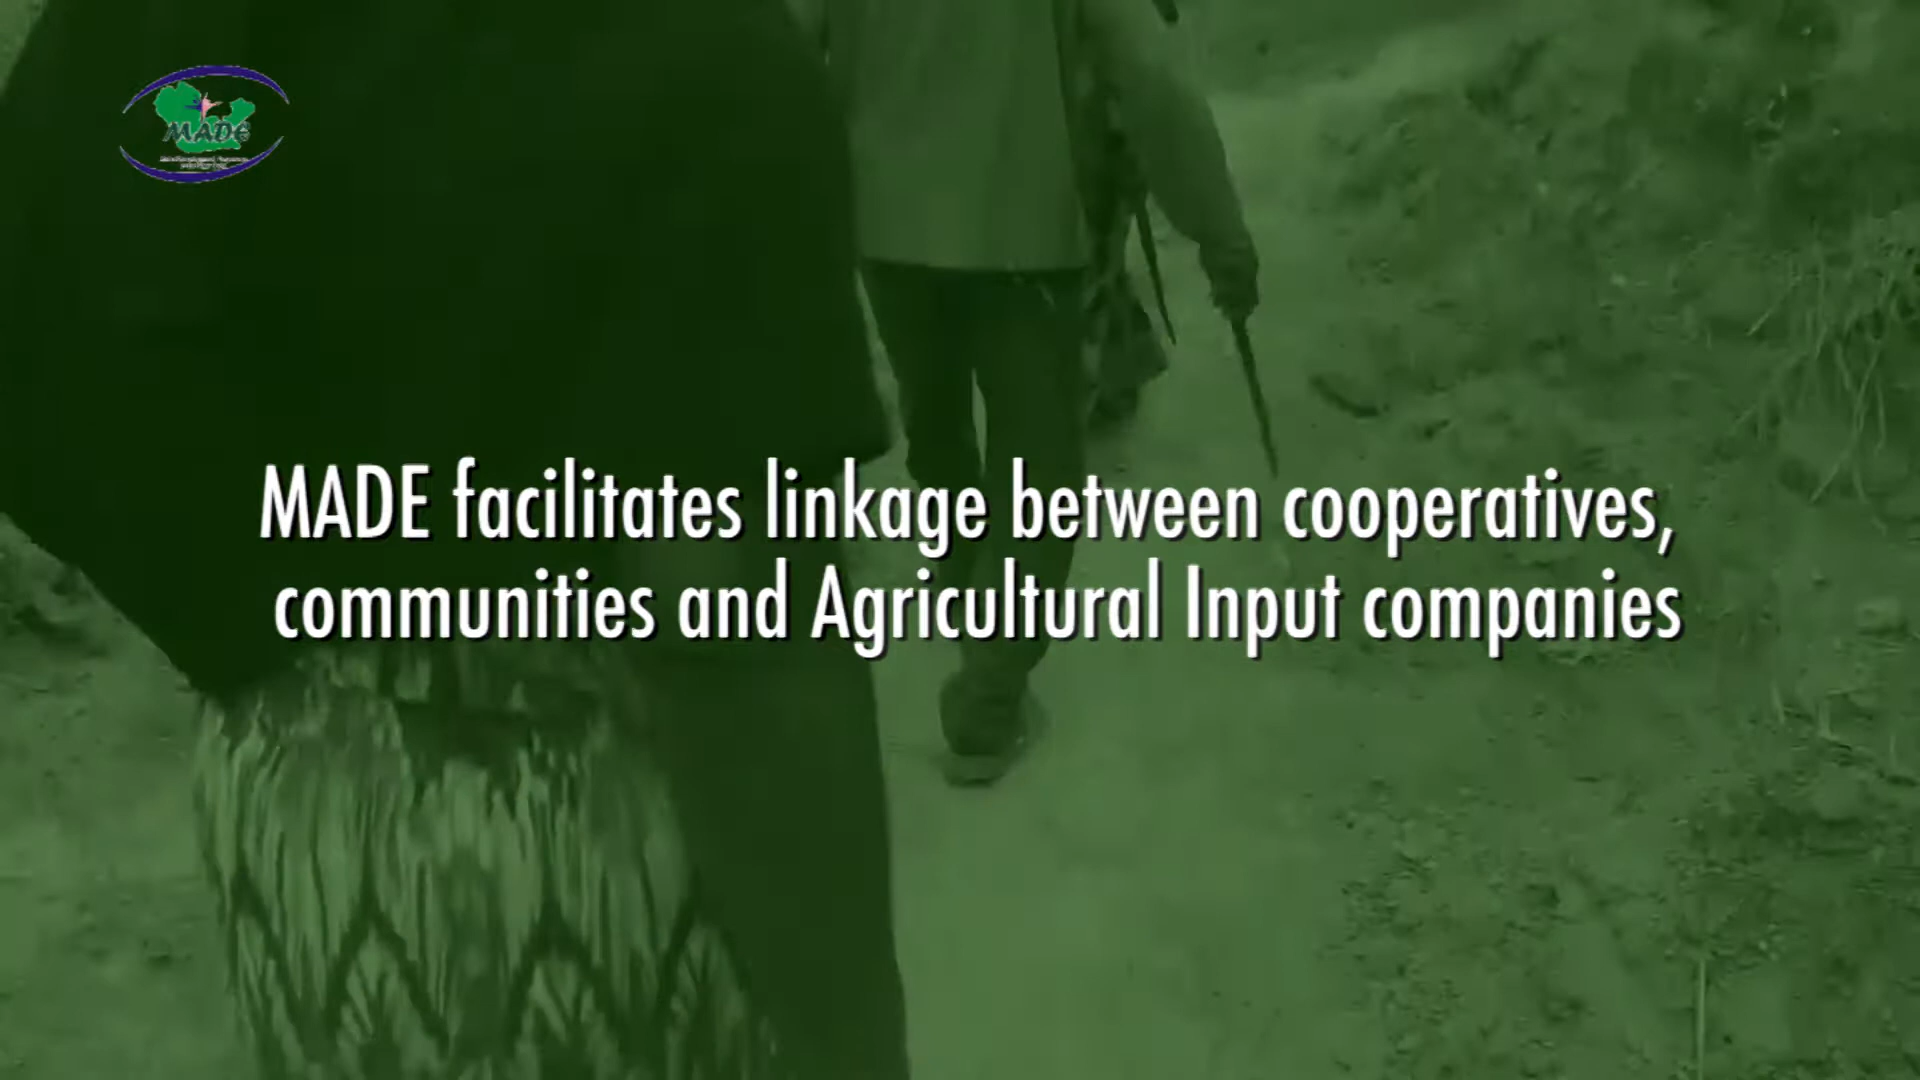 MADE
MADE facilitates linkage between cooperatives,
communities and Agricultural Input companies